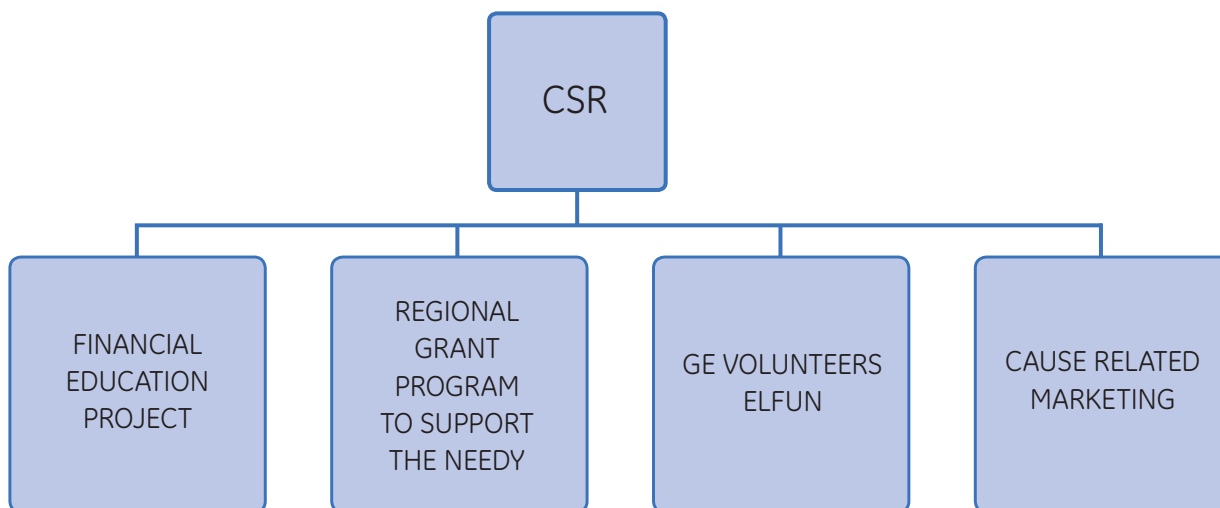 CSR
FINANCIAL
EDUCATION
PROJECT
REGIONAL
GRANT
PROGRAM
TO SUPPORT
THE NEEDY
GE VOLUNTEERS
ELFUN
CAUSE RELATED
MARKETING